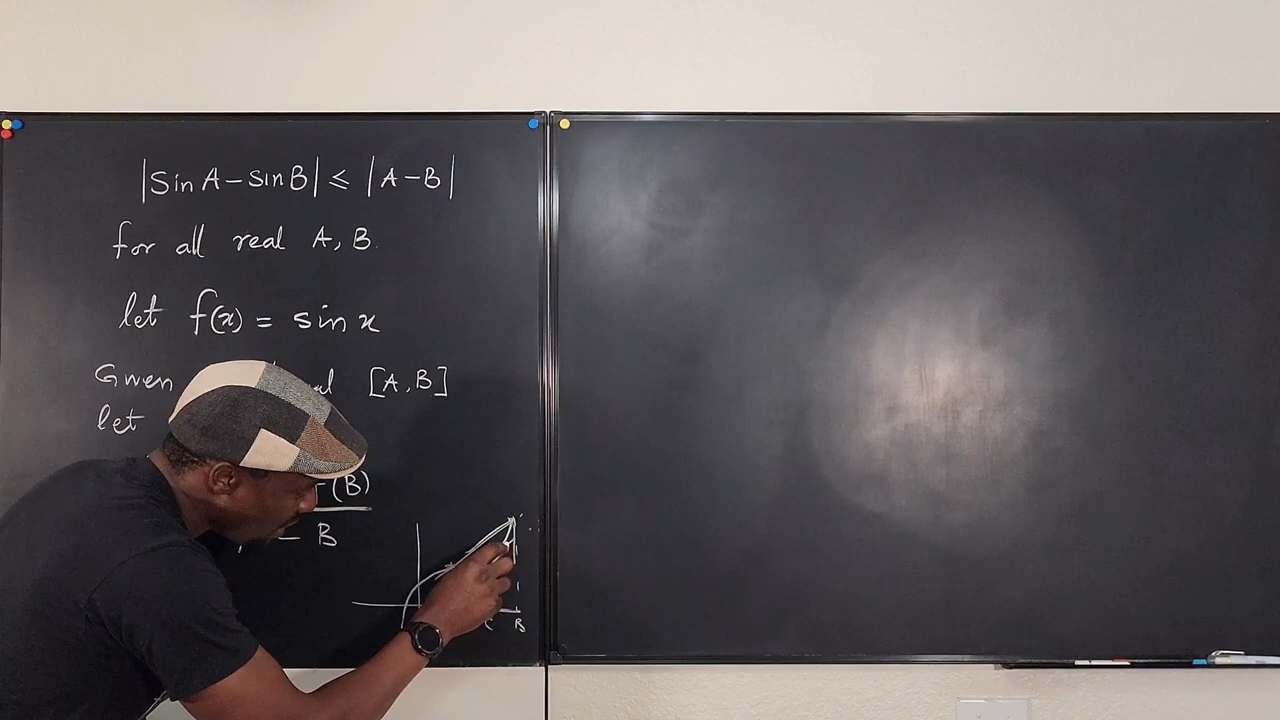 |Sin A - sin B| ≤ |A - B|
for all real A, B.
let f(x) = sin x
Given [A, B]
let
(B)
- B
C B